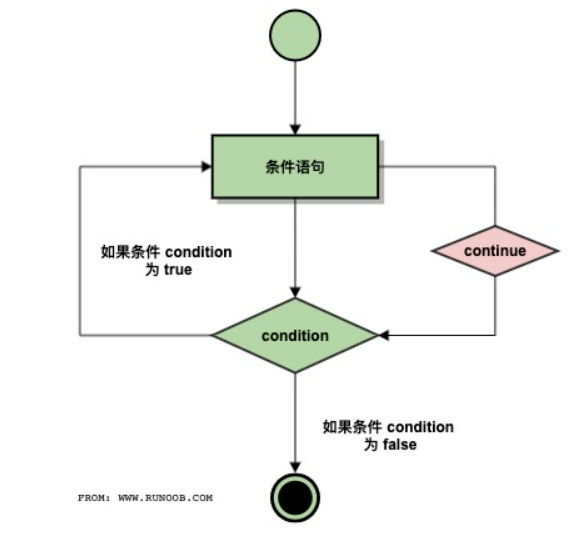 条件语句
如果条件 condition
为 true
continue
condition
如果条件 condition
为 false
FROM: WWW.RUNOOB.COM